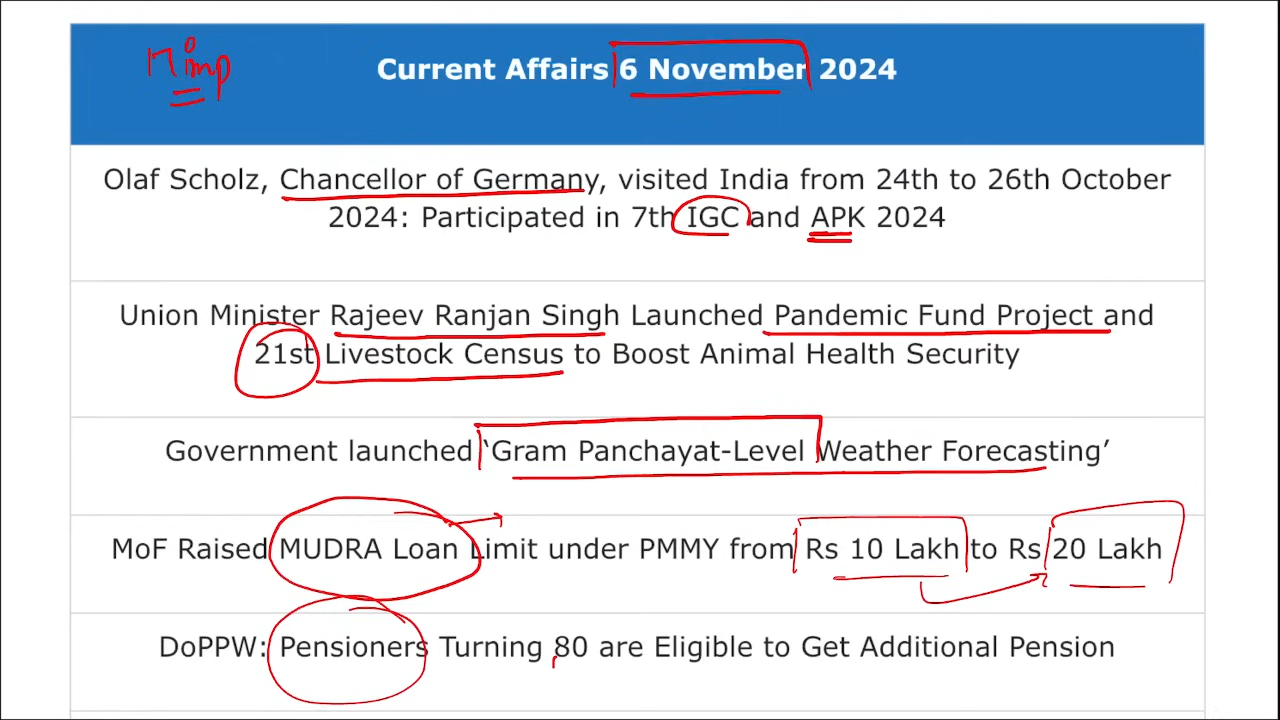 M imp
Current Affairs 6 November 2024
Olaf Scholz, Chancellor of Germany, visited India from 24th to 26th October
2024: Participated in 7th IGC and APK 2024
Union Minister Rajeev Ranjan Singh Launched Pandemic Fund Project and
21st Livestock Census to Boost Animal Health Security
Government launched ‘Gram Panchayat-Level Weather Forecasting’
MoF Raised MUDRA Loan Limit under PMMY from Rs 10 Lakh to Rs 20 Lakh
DoPPW: Pensioners Turning 80 are Eligible to Get Additional Pension